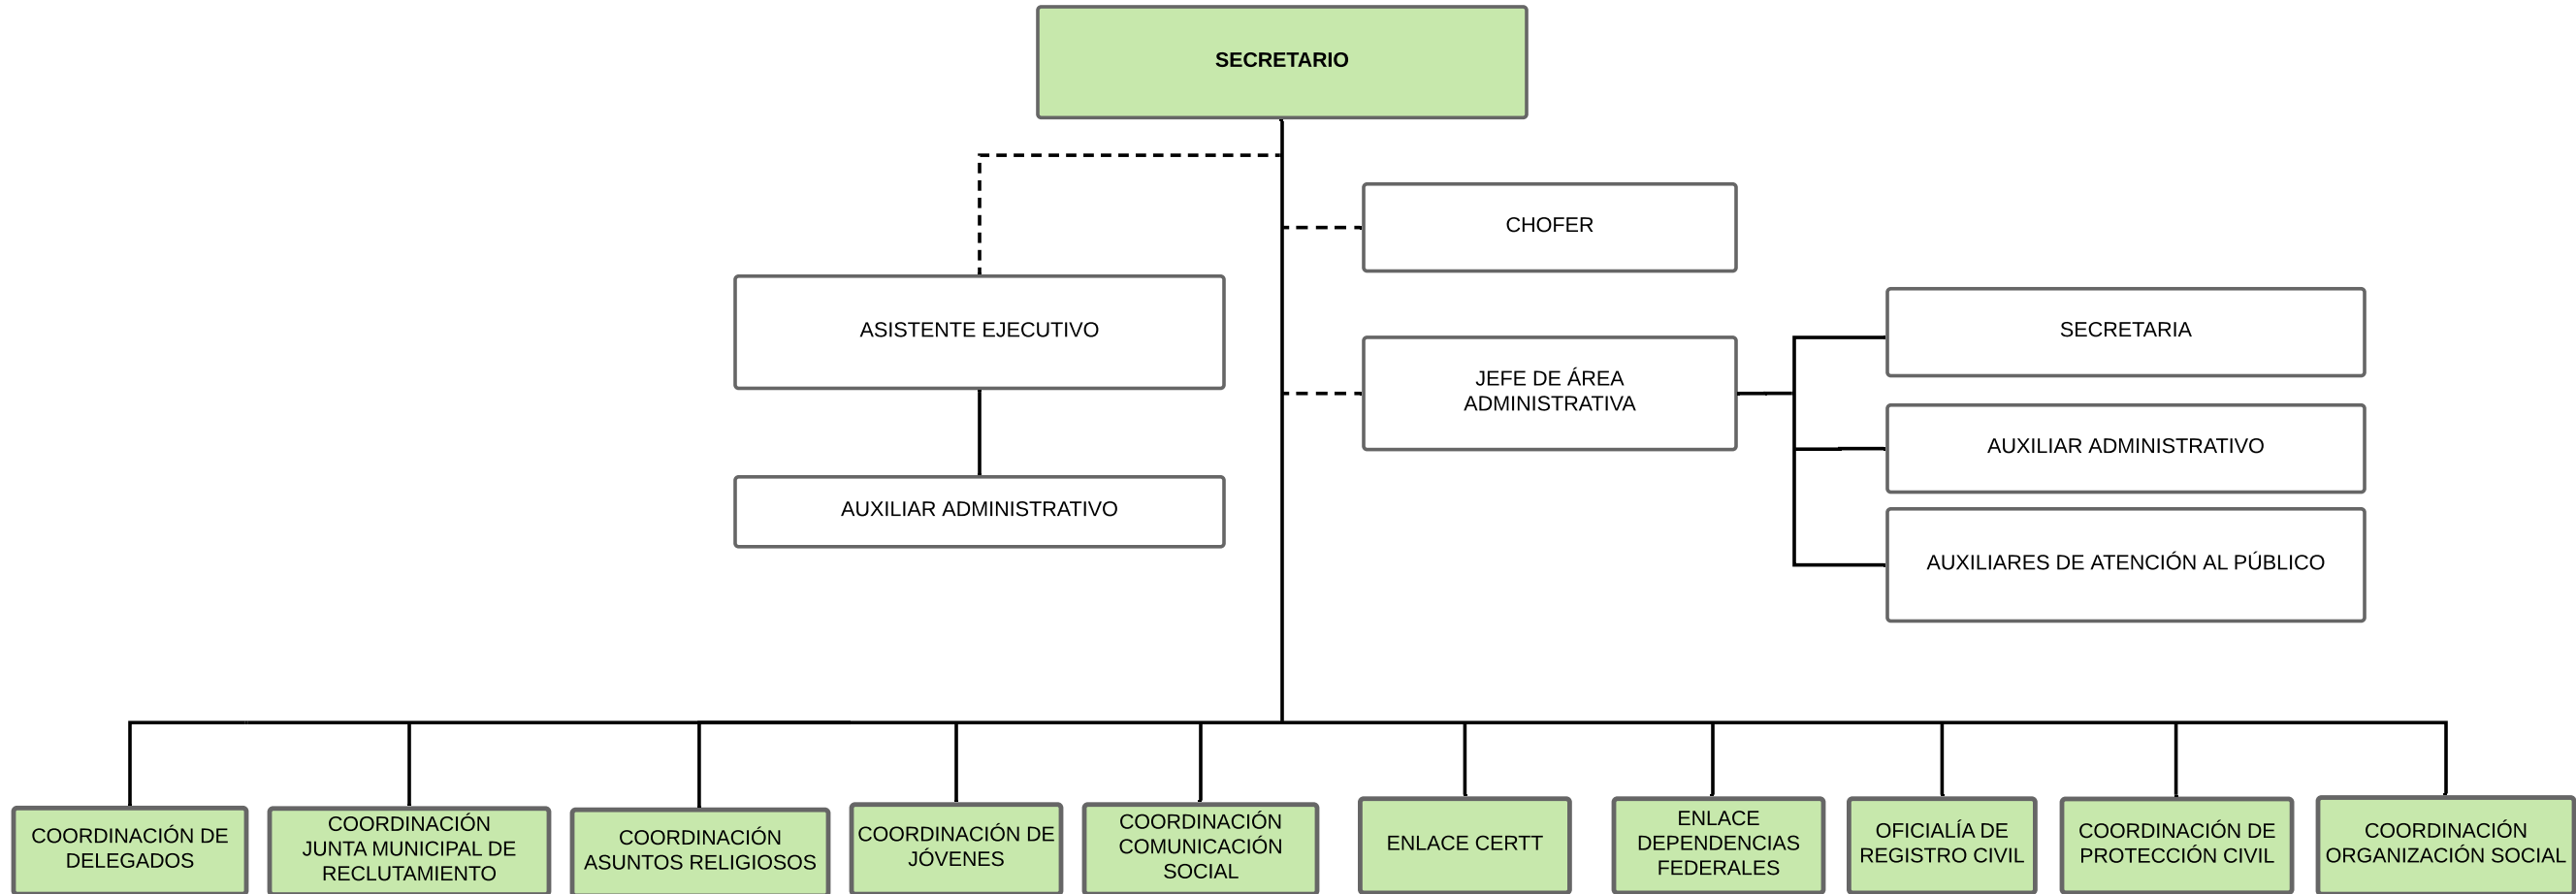 SECRETARIO
CHOFER
ASISTENTE EJECUTIVO
SECRETARIA
JEFE DE ÁREA
ADMINISTRATIVA
AUXILIAR ADMINISTRATIVO
AUXILIAR ADMINISTRATIVO
AUXILIARES DE ATENCIÓN AL PÚBLICO
COORDINACIÓN DE
DELEGADOS
COORDINACIÓN
JUNTA MUNICIPAL DE
RECLUTAMIENTO
COORDINACIÓN
ASUNTOS RELIGIOSOS
COORDINACIÓN DE
JÓVENES
COORDINACIÓN
COMUNICACIÓN
SOCIAL
ENLACE CERTT
ENLACE
DEPENDENCIAS
FEDERALES
OFICIALÍA DE
REGISTRO CIVIL
COORDINACIÓN DE
PROTECCIÓN CIVIL
COORDINACIÓN
ORGANIZACIÓN SOCIAL